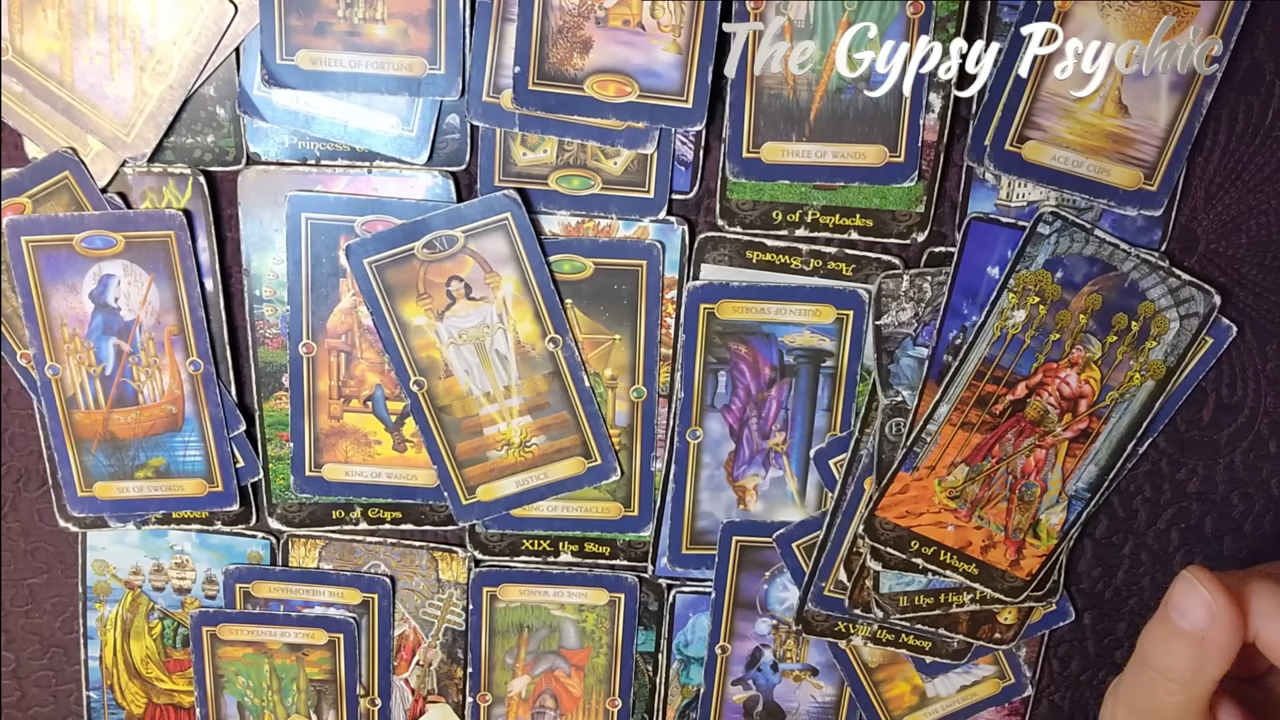 The Gypsy Psychic
WHEEL OF FORTUNE
Princess
THREE OF WANDS
ACE OF CUPS
9 of Pentacles
Ace of Swords
QUEEN OF SWORDS
XI
KING OF WANDS
JUSTICE
KING OF PENTACLES
SIX OF SWORDS
the Tower
10 of Cups
XIX. the Sun
9 of Wands
II. the High
XVIII. the Moon
THE HIEROPHANT
NINE OF WANDS
PAGE OF PENTACLES
THE EMPEROR